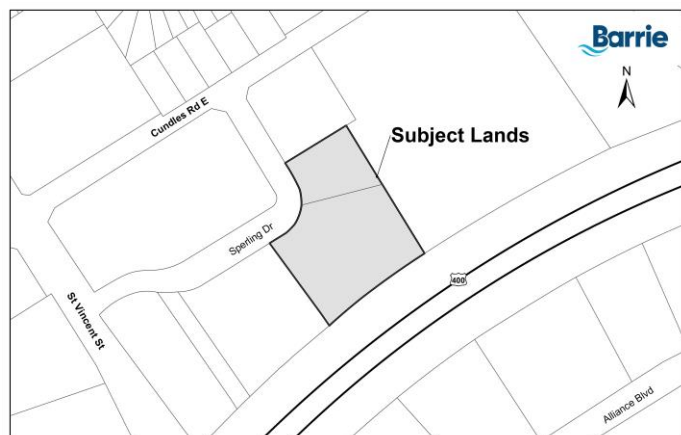 Barrie
N
Cundles Rd E
Subject Lands
Sperling Dr
400
St Vincent St
Alliance Blvd